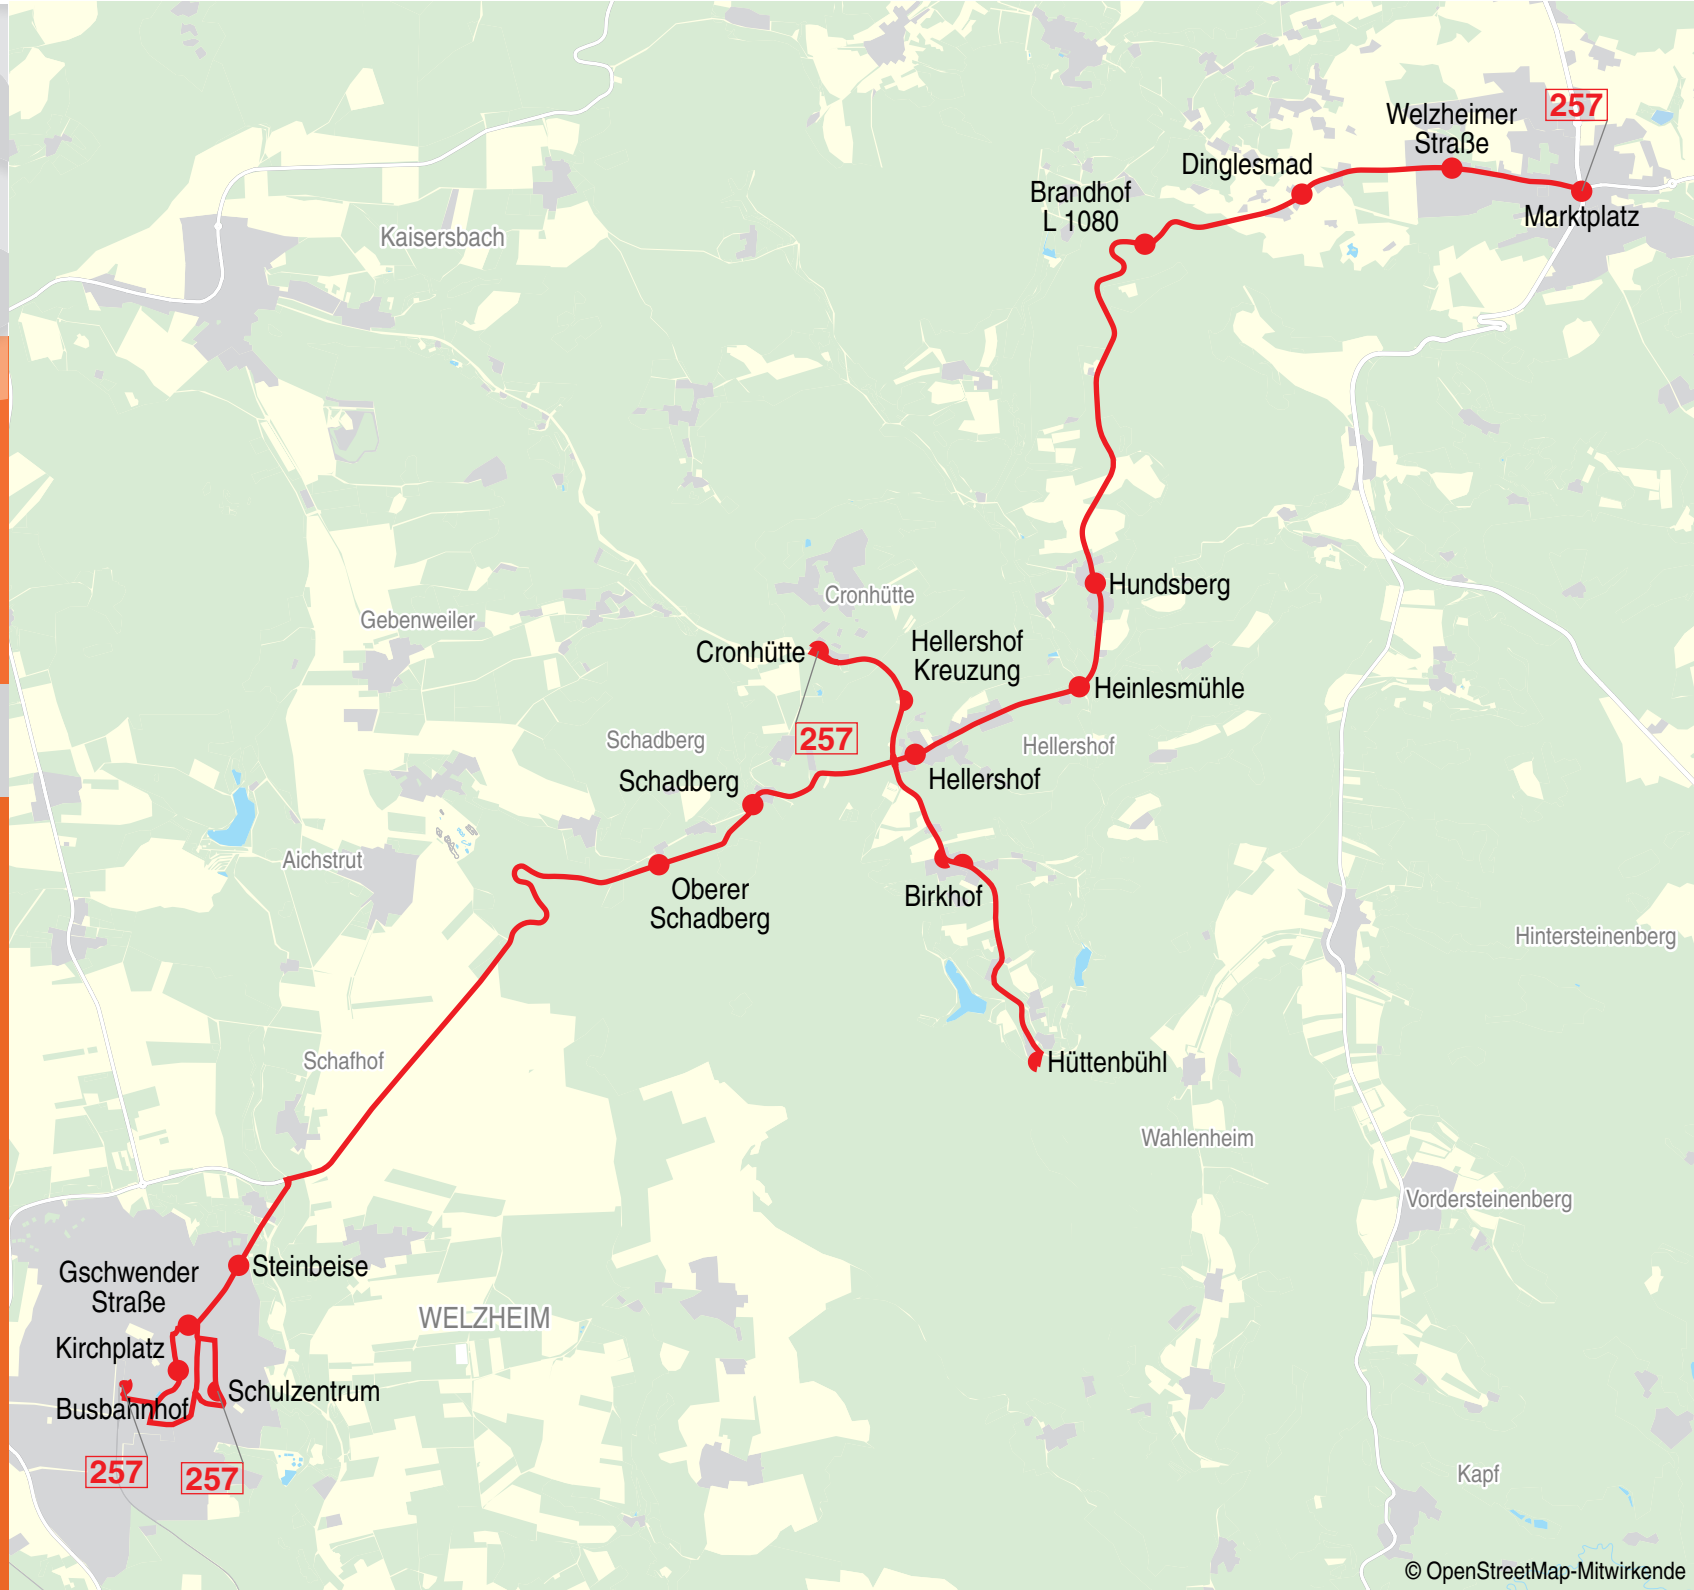 257
Welzheimer
Straße
Dinglesmad
Brandhof
L 1080
Marktplatz
Kaisersbach
Hundsberg
Cronhütte
Gebenweiler
Hellershof
Kreuzung
Cronhütte
Heinlesmühle
Schadberg
257
Hellershof
Schadberg
Hellershof
Aichstrut
Oberer
Schadberg
Birkhof
Hintersteinenberg
Schafhof
Hüttenbühl
Wahlenheim
Vordersteinenberg
Gschwender
Straße
Steinbeise
WELZHEIM
Kirchplatz
Schulzentrum
Busbahnhof
257
257
Kapf
© OpenStreetMap-Mitwirkende